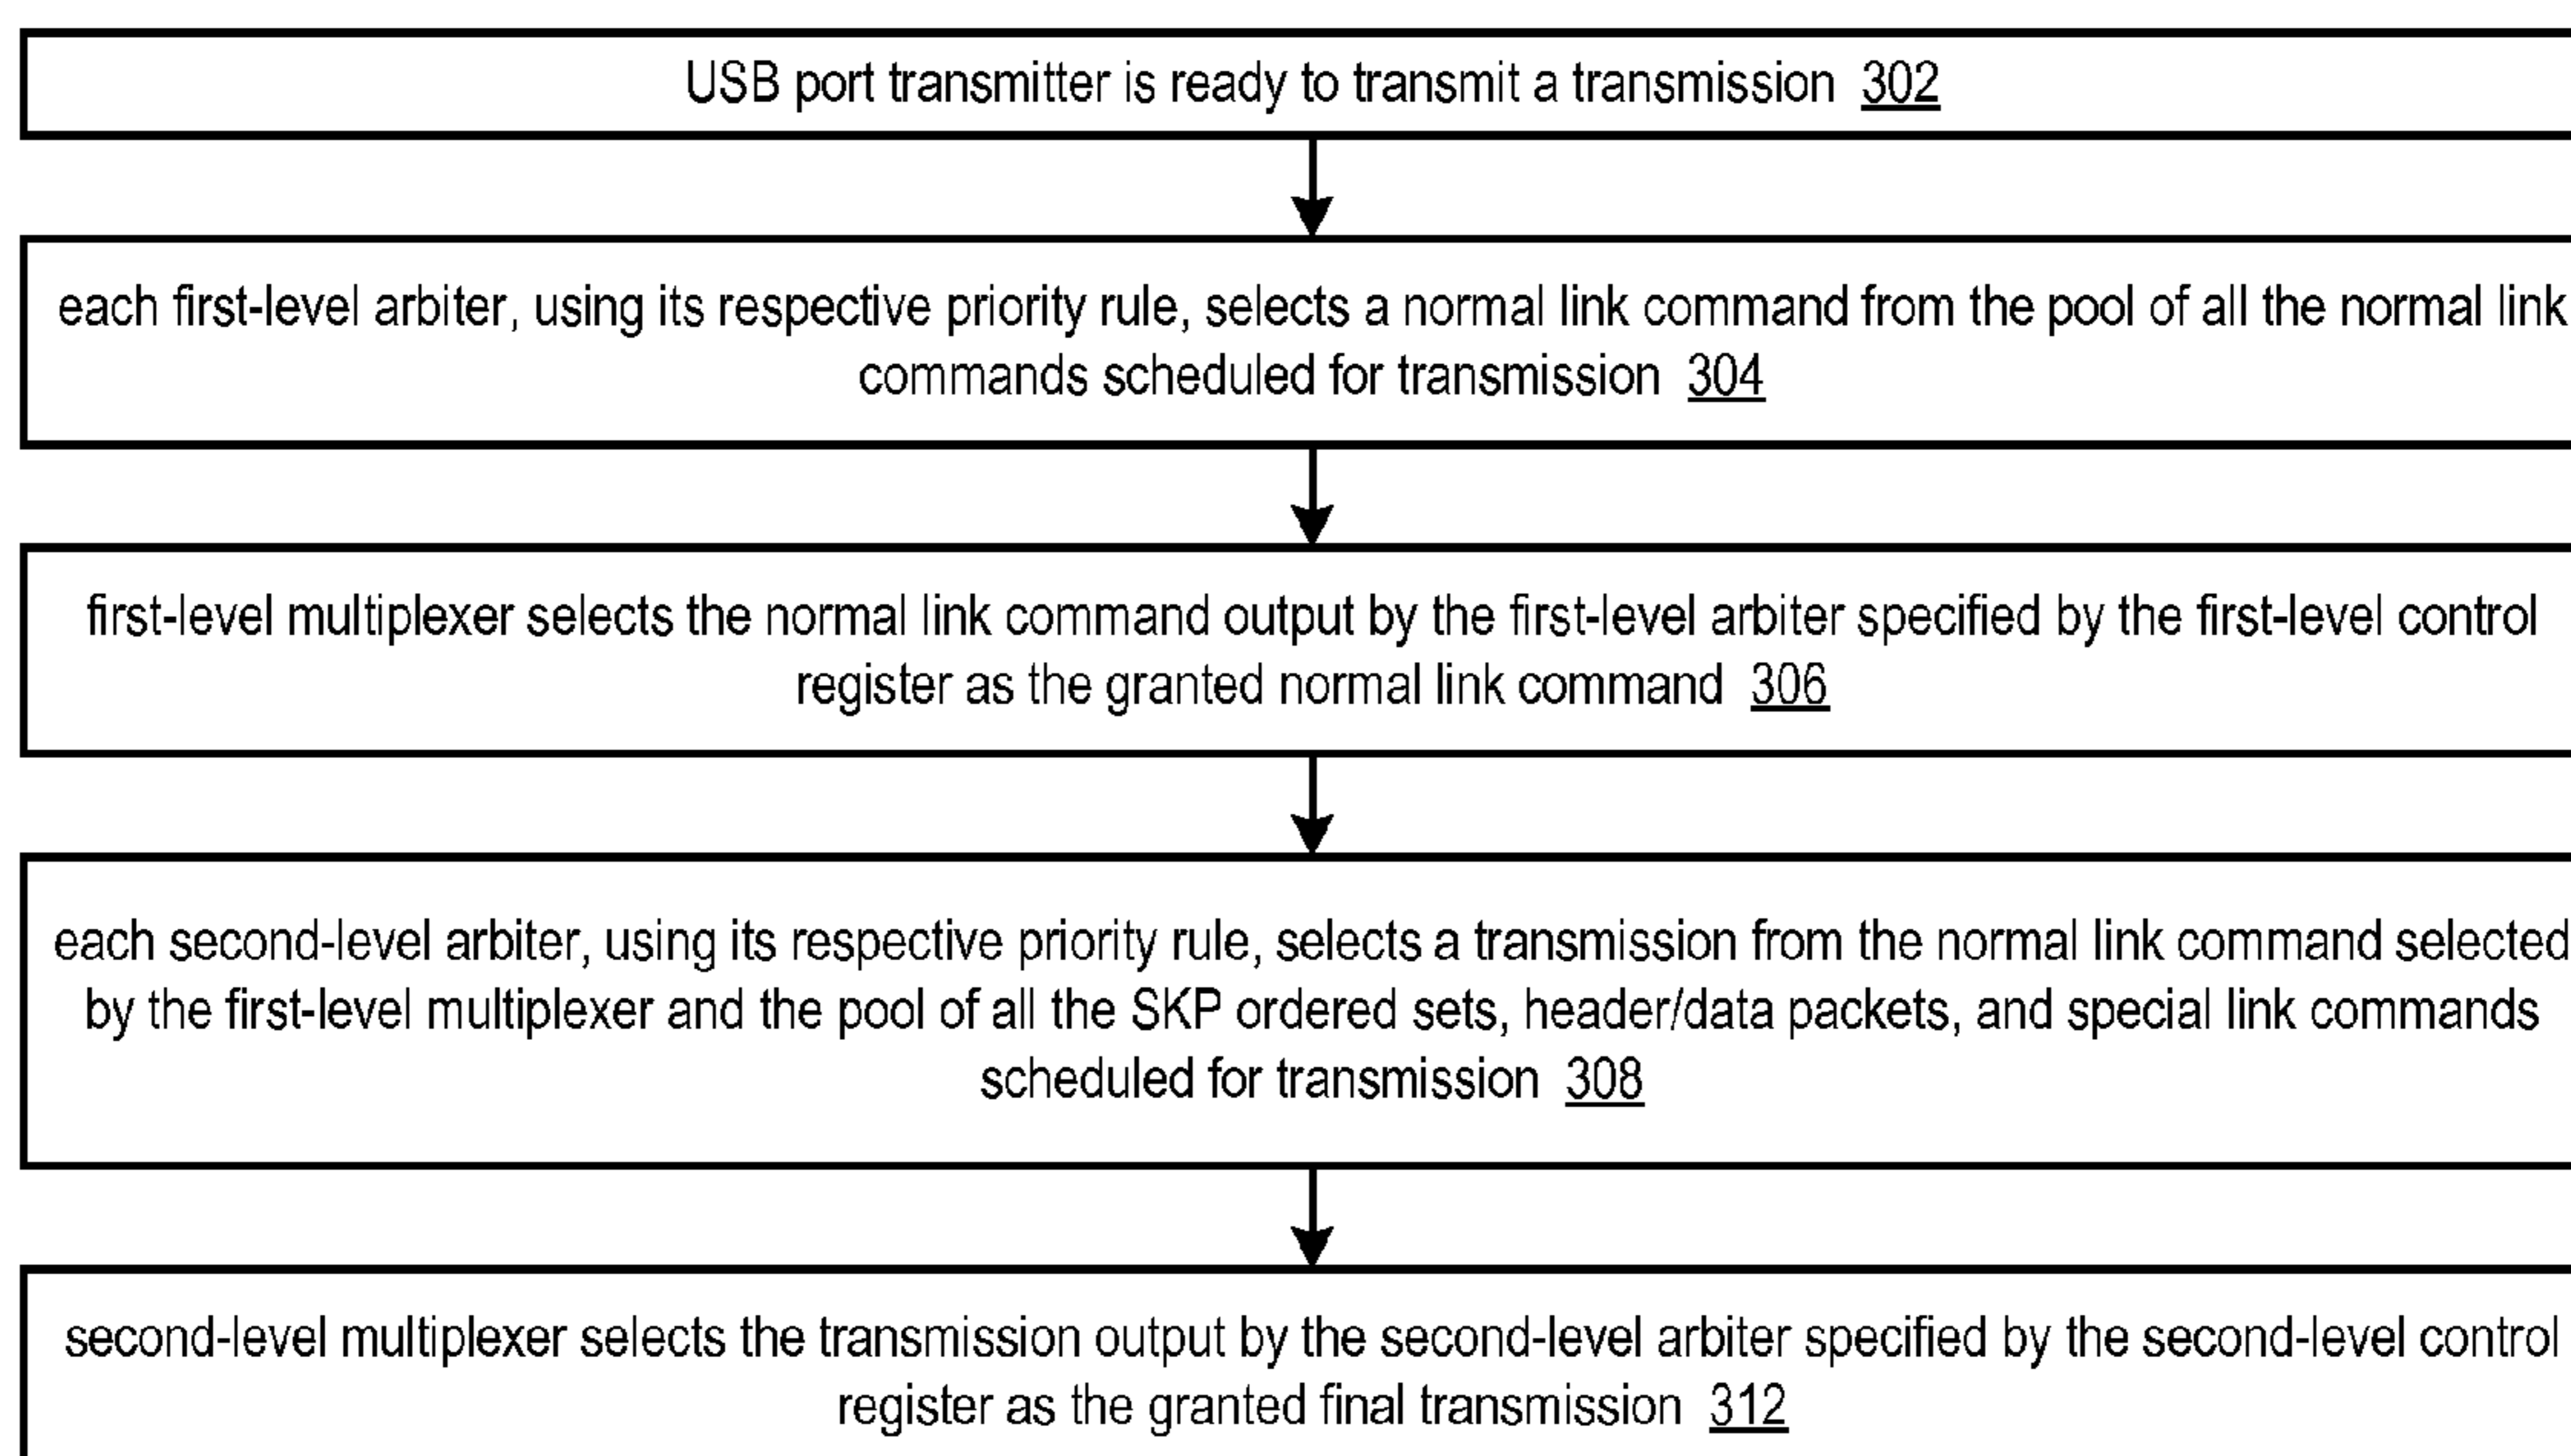 USB port transmitter is ready to transmit a transmission 302
each first-level arbiter, using its respective priority rule, selects a normal link command from the pool of all the normal link
commands scheduled for transmission 304
first-level multiplexer selects the normal link command output by the first-level arbiter specified by the first-level control
register as the granted normal link command 306
each second-level arbiter, using its respective priority rule, selects a transmission from the normal link command selected
by the first-level multiplexer and the pool of all the SKP ordered sets, header/data packets, and special link commands
scheduled for transmission 308
second-level multiplexer selects the transmission output by the second-level arbiter specified by the second-level control
register as the granted final transmission 312